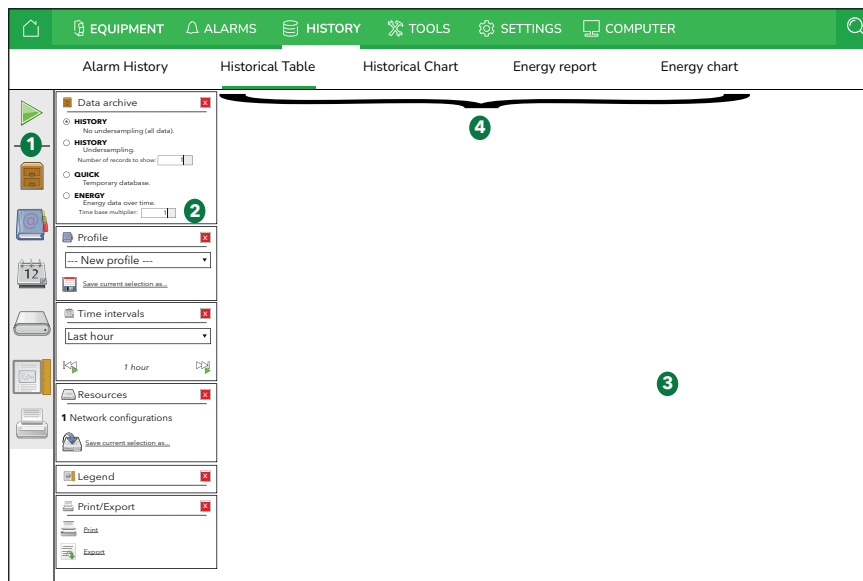 EQUIPMENT ALARMS HISTORY TOOLS SETTINGS COMPUTER
Alarm History Historical Table Historical Chart Energy report Energy chart
4
1
12
Data archive x
HISTORY
No undersampling (all data).
HISTORY
Undersampling.
Number of records to show: 1
QUICK
Temporary database.
ENERGY
Energy data over time.
Time base multiplier: 1
2
Profile x
--- New profile ---
Save current selection as...
Time intervals x
Last hour
1 hour
Resources x
1 Network configurations
Save current selection as...
Legend x
Print/Export x
Print
Export
3